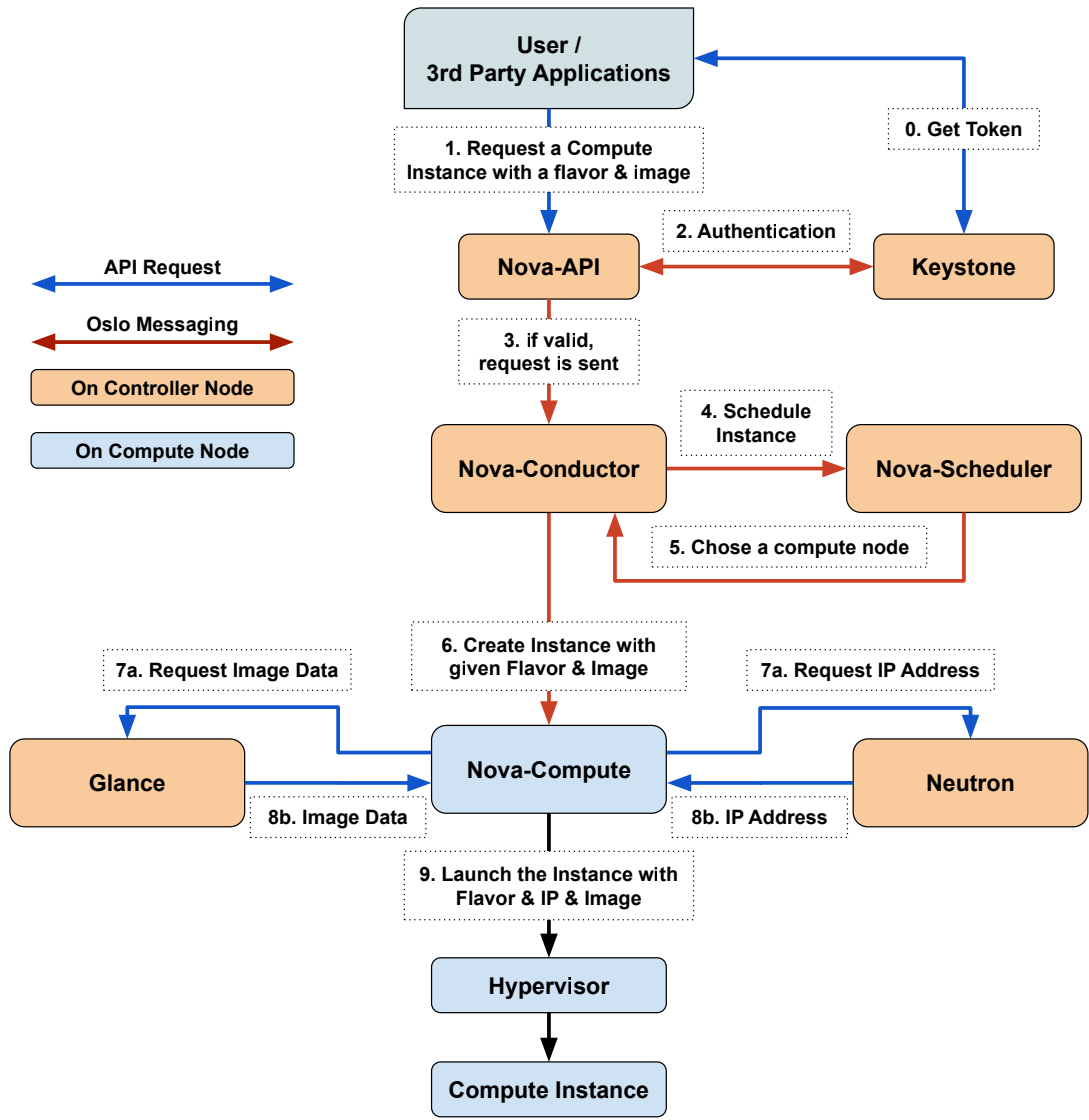 User /
3rd Party Applications
0. Get Token
1. Request a Compute
Instance with a flavor & image
2. Authentication
Nova-API
Keystone
API Request
Oslo Messaging
On Controller Node
On Compute Node
3. if valid,
request is sent
4. Schedule
Instance
Nova-Conductor
Nova-Scheduler
5. Chose a compute node
6. Create Instance with
given Flavor & Image
7a. Request Image Data
7a. Request IP Address
Glance
Nova-Compute
Neutron
8b. Image Data
8b. IP Address
9. Launch the Instance with
Flavor & IP & Image
Hypervisor
Compute Instance